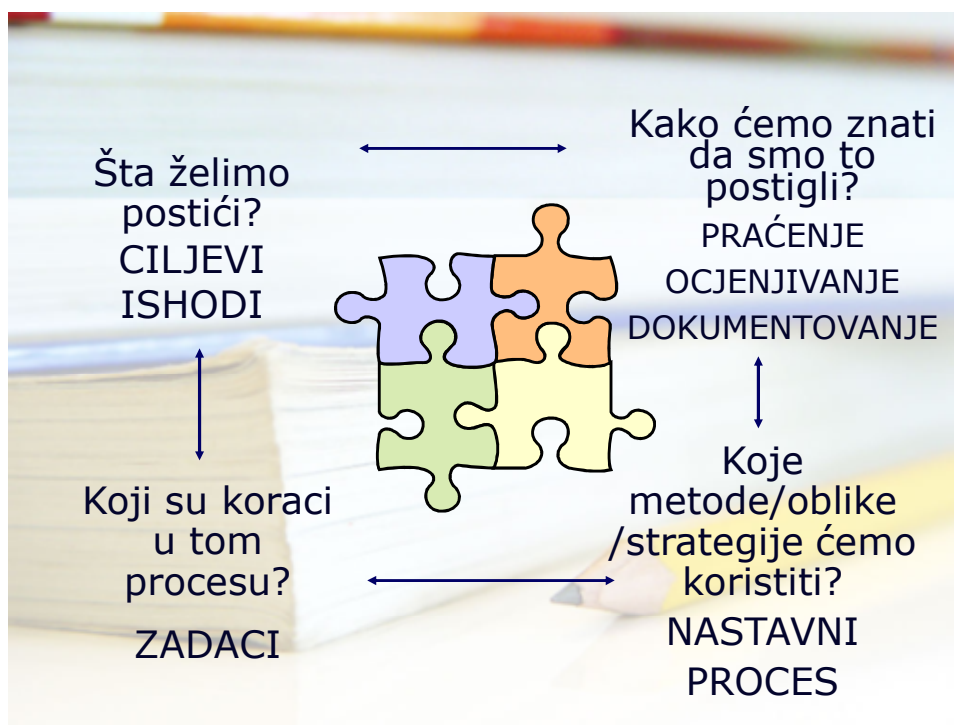 Šta želimo
postići?
CILJEVI
ISHODI
Kako ćemo znati
da smo to
postigli?
PRAĆENJE
OCJENJIVANJE
DOKUMENTOVANJE
Koji su koraci
u tom
procesu?
ZADACI
Koje
metode/oblike
/strategije ćemo
koristiti?
NASTAVNI
PROCES